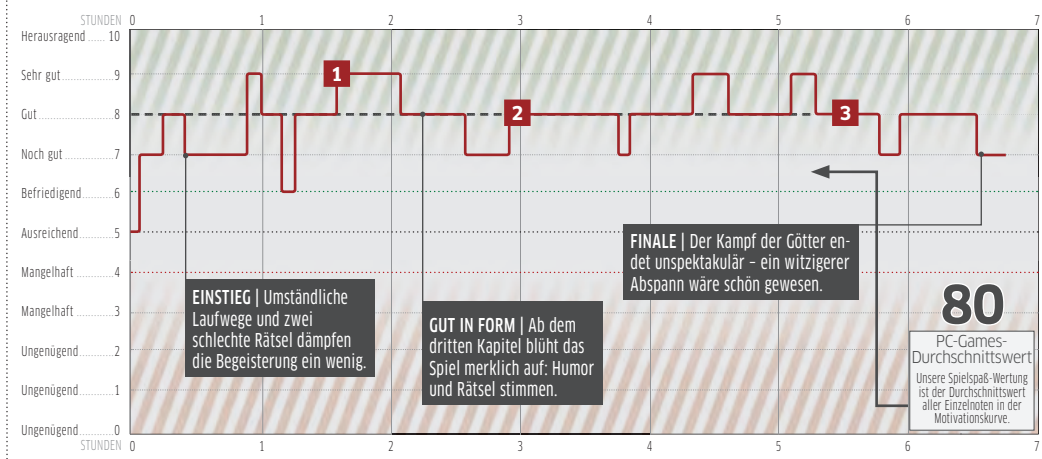 STUNDEN 0 1 2 3 4 5 6 7
Herausragend ...... 10
Sehr gut ............... 9
Gut ....................... 8
Noch gut ............... 7
Befriedigend ......... 6
Ausreichend .......... 5
Mangelhaft ........... 4
Mangelhaft ........... 3
Ungenügend ......... 2
Ungenügend ......... 1
Ungenügend ......... 0
1
2
3
EINSTIEG | Umständliche
Laufwege und zwei
schlechte Rätsel dämpfen
die Begeisterung ein wenig.
GUT IN FORM | Ab dem
dritten Kapitel blüht das
Spiel merklich auf: Humor
und Rätsel stimmen.
FINALE | Der Kampf der Götter en-
det unspektakulär – ein witzigerer
Abspann wäre schön gewesen.
80
PC-Games-
Durchschnittswert
Unsere Spielspaß-Wertung
ist der Durchschnittswert
aller Einzelnoten in der
Motivationskurve.
STUNDEN 0 1 2 3 4 5 6 7